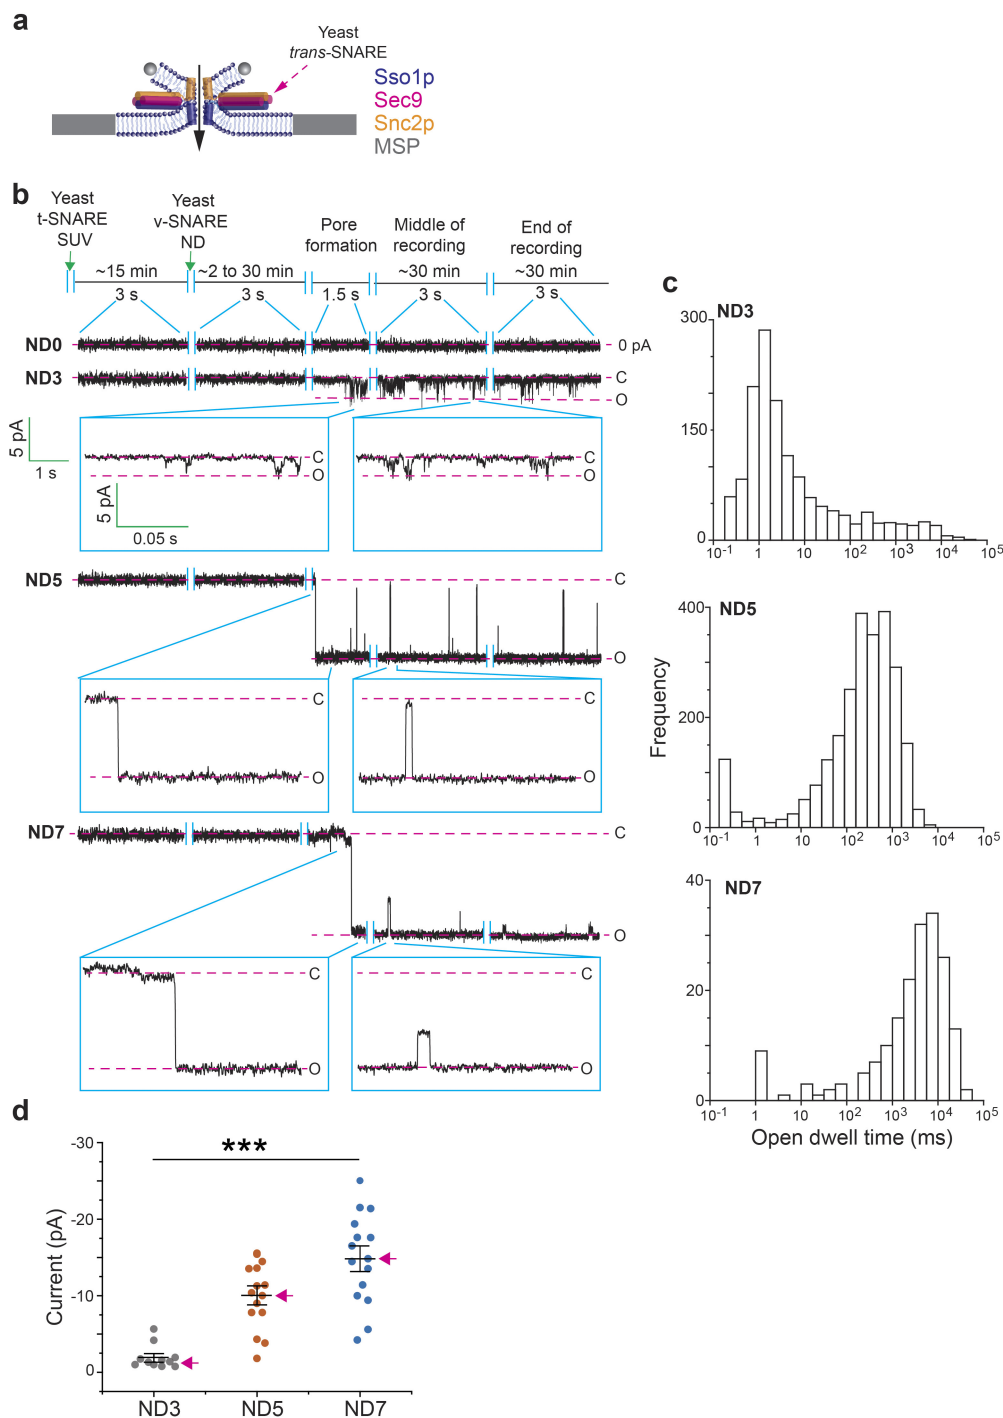 a
Yeast
trans-SNARE
Sso1p
Sec9
Snc2p
MSP
b
Yeast
t-SNARE
SUV
Yeast
v-SNARE
ND
Pore
formation
Middle of
recording
End of
recording
~15 min
~2 to 30 min
~30 min
~30 min
3 s
3 s
1.5 s
3 s
3 s
ND0
0 pA
ND3
C
O
5 pA
1 s
C
O
C
O
5 pA
0.05 s
ND5
C
O
C
O
C
O
ND7
C
O
C
O
C
O
c
ND3
300
150
0
10-1
1
10
10²
10³
10⁴
10⁵
ND5
400
200
0
10-1
1
10
10²
10³
10⁴
10⁵
Frequency
ND7
40
20
0
10-1
1
10
10²
10³
10⁴
10⁵
Open dwell time (ms)
d
-30
-20
-10
0
Current (pA)
***
ND3
ND5
ND7